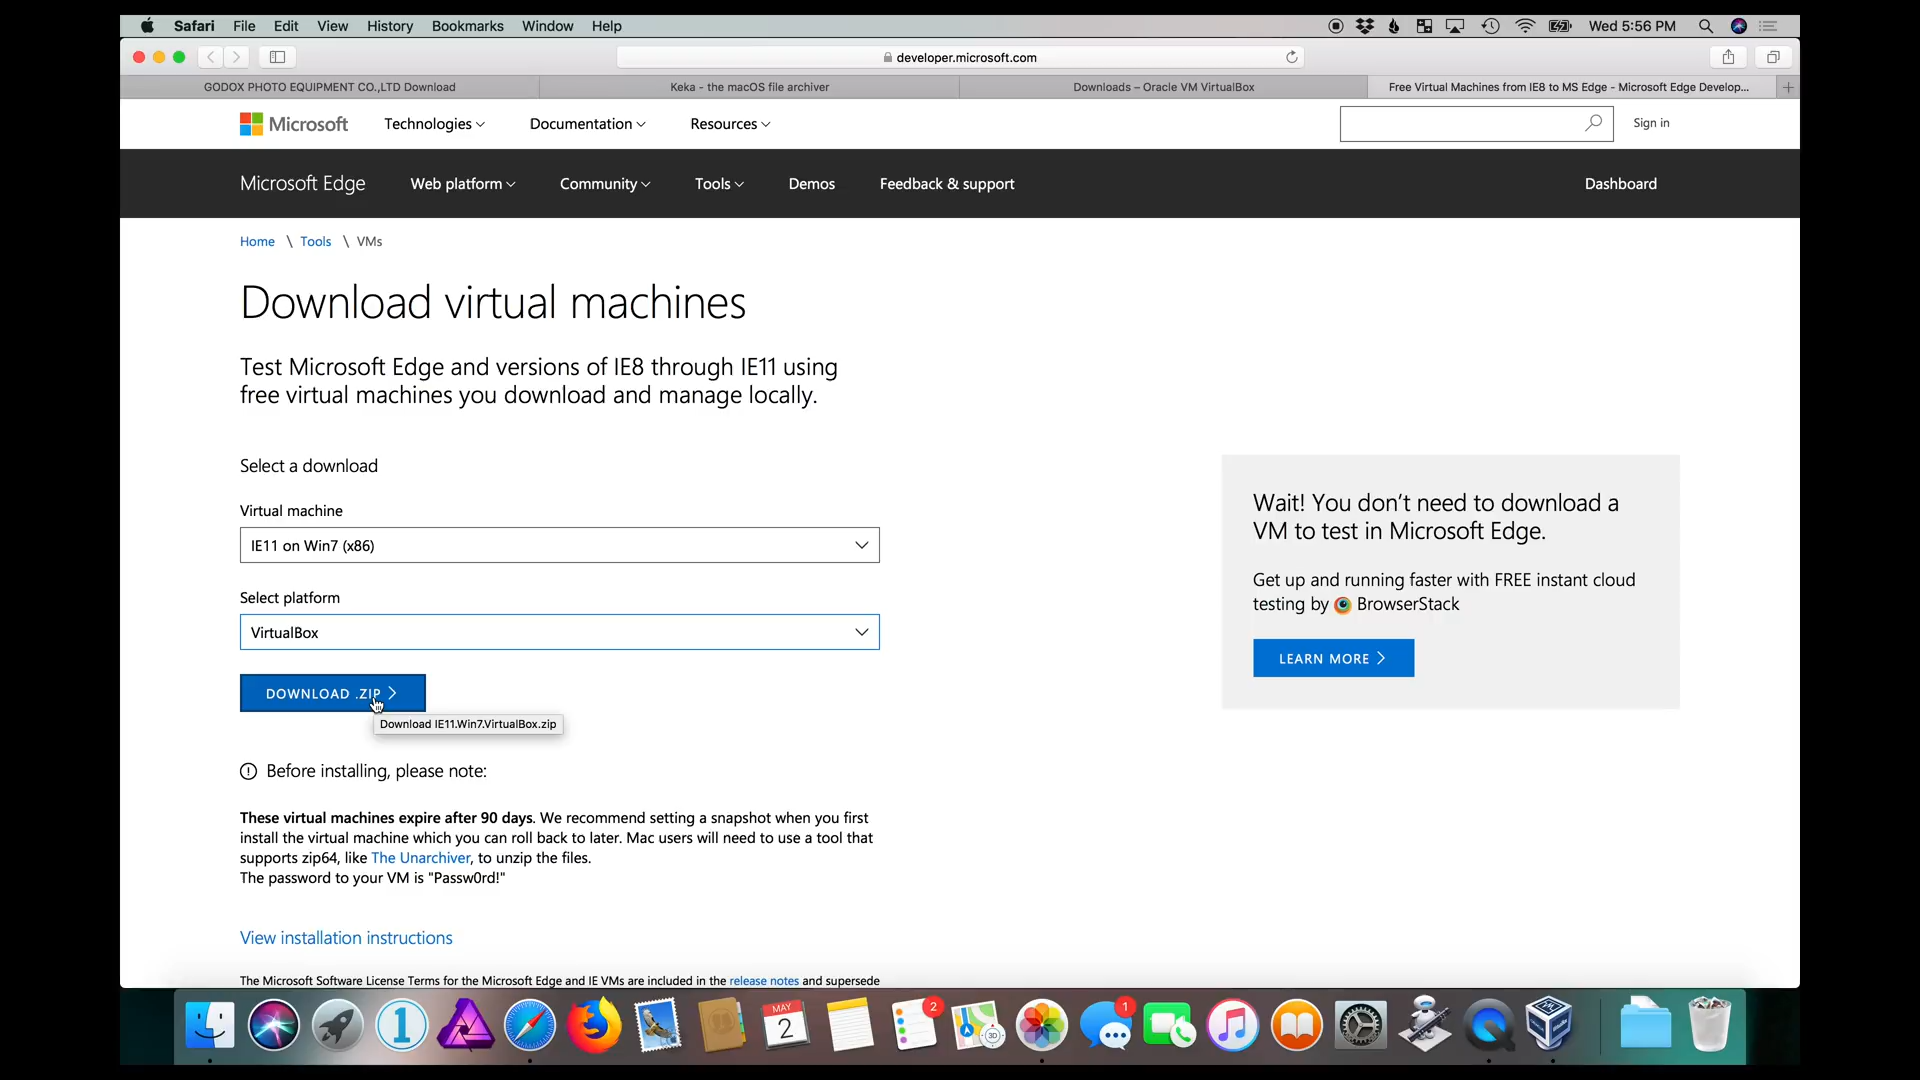 Safari File Edit View History Bookmarks Window Help Wed 5:56 PM
developer.microsoft.com
GODOX PHOTO EQUIPMENT CO.,LTD Download
Keka - the macOS file archiver
Downloads – Oracle VM VirtualBox
Free Virtual Machines from IE8 to MS Edge - Microsoft Edge Develop...
Microsoft Technologies Documentation Resources Sign in
Microsoft Edge Web platform Community Tools Demos Feedback & support Dashboard
Home \ Tools \ VMs
Download virtual machines
Test Microsoft Edge and versions of IE8 through IE11 using
free virtual machines you download and manage locally.
Select a download
Virtual machine
IE11 on Win7 (x86)
Select platform
VirtualBox
DOWNLOAD .ZIP
Download IE11.Win7.VirtualBox.zip
Before installing, please note:
These virtual machines expire after 90 days. We recommend setting a snapshot when you first
install the virtual machine which you can roll back to later. Mac users will need to use a tool that
supports zip64, like The Unarchiver, to unzip the files.
The password to your VM is "Passw0rd!"
View installation instructions
The Microsoft Software License Terms for the Microsoft Edge and IE VMs are included in the release notes and supersede
Wait! You don't need to download a
VM to test in Microsoft Edge.
Get up and running faster with FREE instant cloud
testing by BrowserStack
LEARN MORE
1
MAY
2
2
3D
1